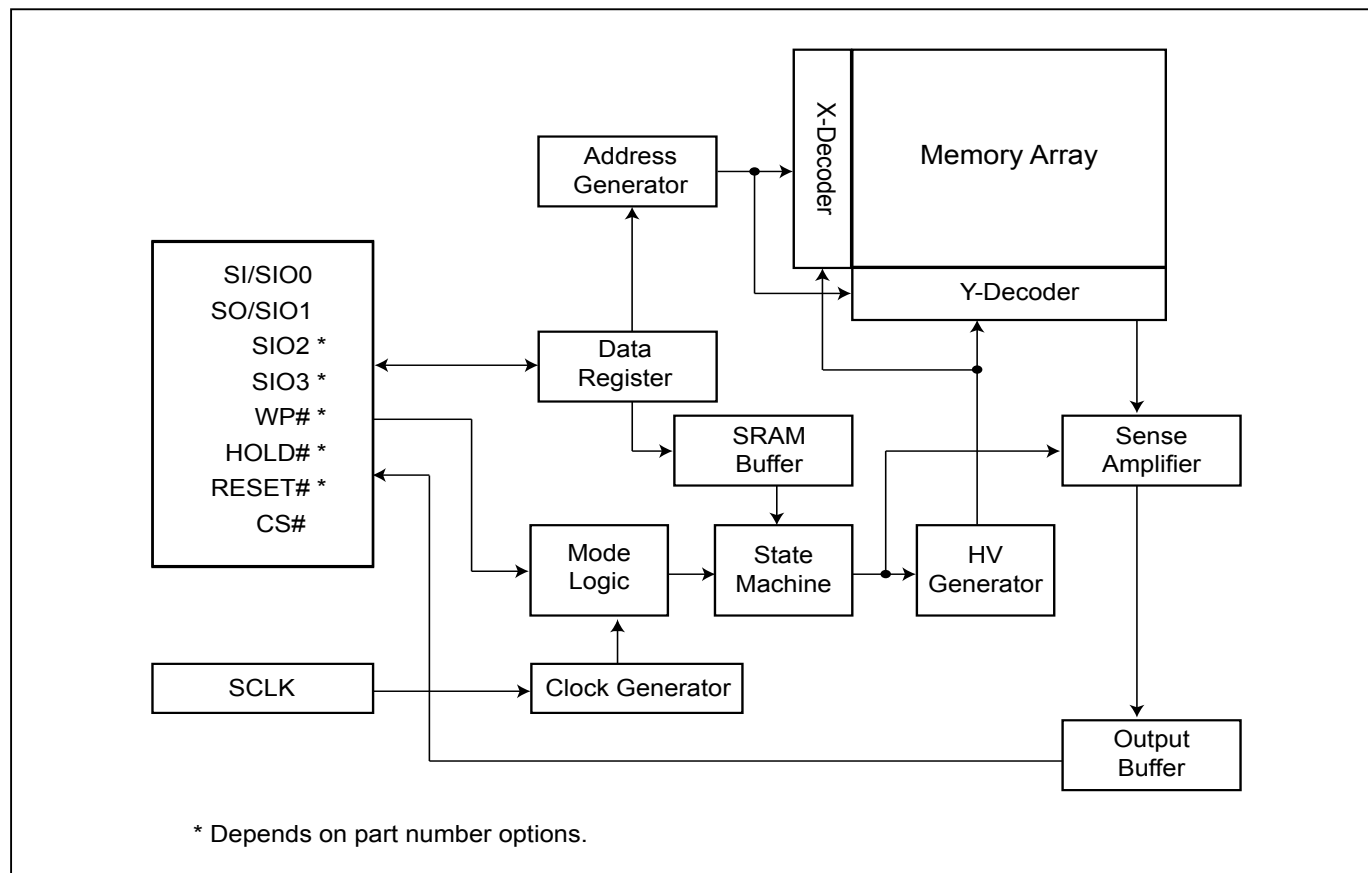 X-Decoder
Memory Array
Address
Generator
SI/SIO0
SO/SIO1
SIO2 *
SIO3 *
WP# *
HOLD# *
RESET# *
CS#
Y-Decoder
Data
Register
SRAM
Buffer
Sense
Amplifier
Mode
Logic
State
Machine
HV
Generator
SCLK
Clock Generator
Output
Buffer
* Depends on part number options.